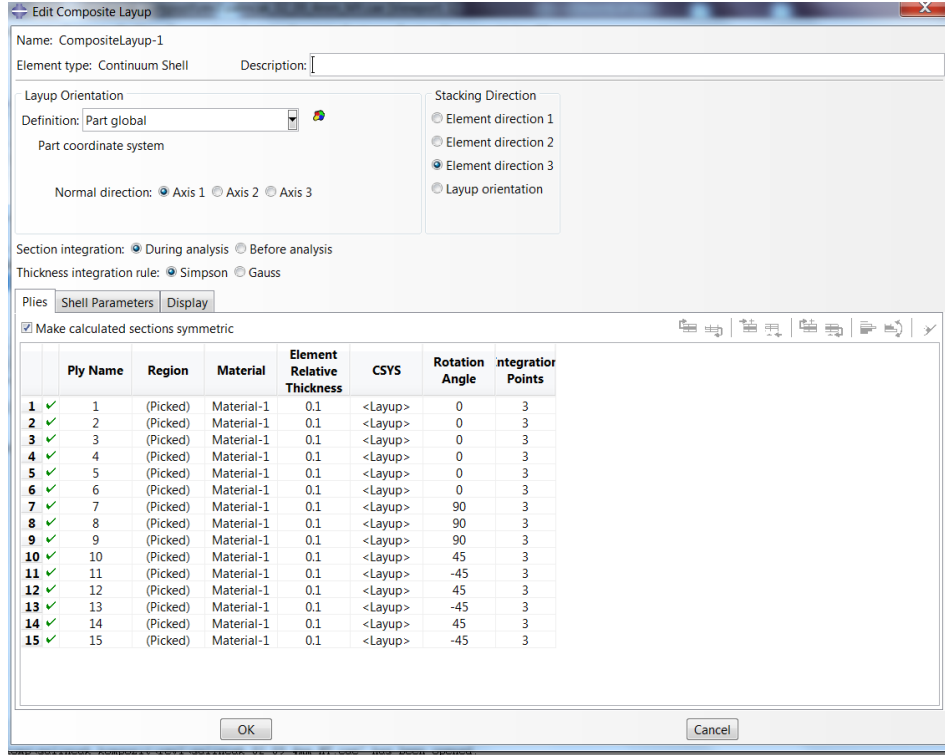 Edit Composite Layup
X
Name: CompositeLayup-1
Element type: Continuum Shell Description:
Layup Orientation
Definition: Part global
Part coordinate system
Normal direction: Axis 1 Axis 2 Axis 3
Stacking Direction
Element direction 1
Element direction 2
Element direction 3
Layup orientation
Section integration: During analysis Before analysis
Thickness integration rule: Simpson Gauss
Plies Shell Parameters Display
Make calculated sections symmetric
Ply Name Region Material Element Relative Thickness CSYS Rotation Angle ntegration Points
1 1 (Picked) Material-1 0.1 <Layup> 0 3
2 2 (Picked) Material-1 0.1 <Layup> 0 3
3 3 (Picked) Material-1 0.1 <Layup> 0 3
4 4 (Picked) Material-1 0.1 <Layup> 0 3
5 5 (Picked) Material-1 0.1 <Layup> 0 3
6 6 (Picked) Material-1 0.1 <Layup> 0 3
7 7 (Picked) Material-1 0.1 <Layup> 90 3
8 8 (Picked) Material-1 0.1 <Layup> 90 3
9 9 (Picked) Material-1 0.1 <Layup> 90 3
10 10 (Picked) Material-1 0.1 <Layup> 45 3
11 11 (Picked) Material-1 0.1 <Layup> -45 3
12 12 (Picked) Material-1 0.1 <Layup> 45 3
13 13 (Picked) Material-1 0.1 <Layup> -45 3
14 14 (Picked) Material-1 0.1 <Layup> 45 3
15 15 (Picked) Material-1 0.1 <Layup> -45 3
OK Cancel